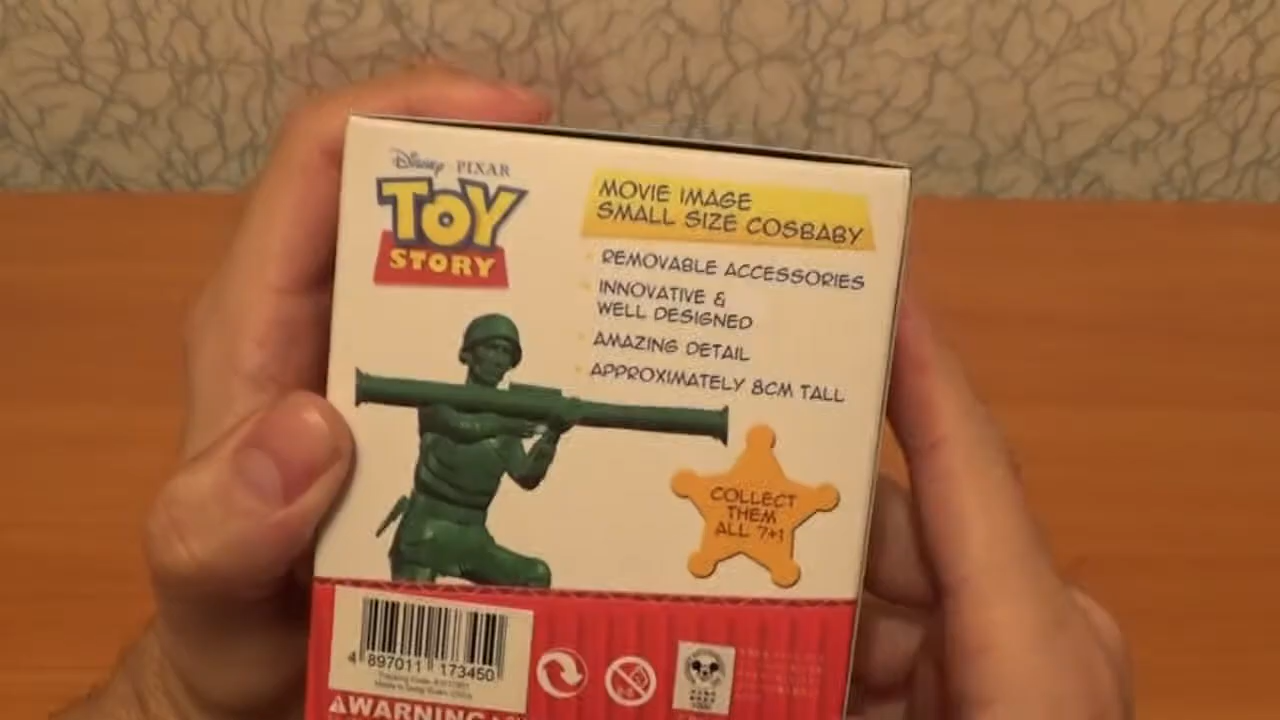 Disney PIXAR
TOY
STORY
MOVIE IMAGE
SMALL SIZE COSBABY
REMOVABLE ACCESSORIES
INNOVATIVE &
WELL DESIGNED
AMAZING DETAIL
APPROXIMATELY 8CM TALL
COLLECT
THEM
ALL 7+1
4 897011 173450
WARNING